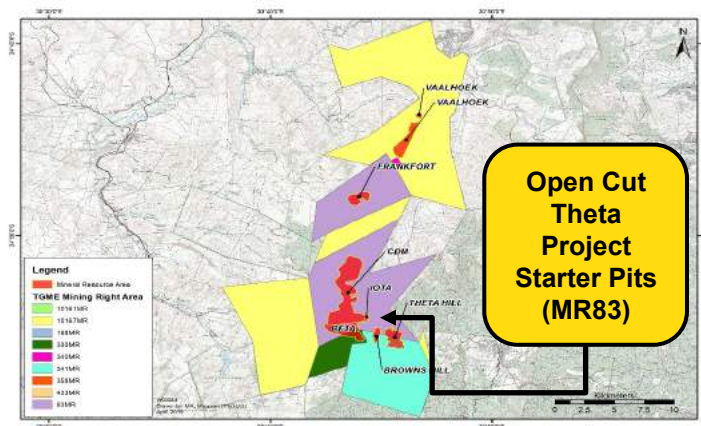 VAALHOEK
VAALHOEK
FRANKFORT
CDM
IOTA
THETA HILL
BETA
BROWNS HILL
Open Cut
Theta
Project
Starter Pits
(MR83)
Legend
Mineral Resource Area
TGME Mining Right Area
10161MR
10167MR
188MR
330MR
340MR
341MR
358MR
433MR
83MR
N
Kilometers
0 2.5 5 7.5 10